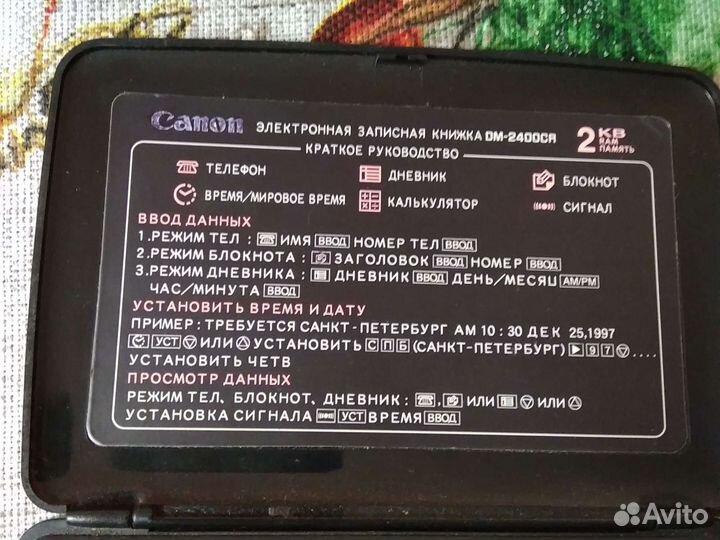 Canon ЭЛЕКТРОННАЯ ЗАПИСНАЯ КНИЖКА DM-2400CR 2 KB RAM ПАМЯТЬ
КРАТКОЕ РУКОВОДСТВО
ТЕЛЕФОН ДНЕВНИК БЛОКНОТ
ВРЕМЯ/МИРОВОЕ ВРЕМЯ КАЛЬКУЛЯТОР СИГНАЛ
ВВОД ДАННЫХ
1.РЕЖИМ ТЕЛ : ИМЯ ВВОД НОМЕР ТЕЛ ВВОД
2.РЕЖИМ БЛОКНОТА : ЗАГОЛОВОК ВВОД НОМЕР ВВОД
3.РЕЖИМ ДНЕВНИКА : ДНЕВНИК ВВОД ДЕНЬ/МЕСЯЦ AM/PM
ЧАС/МИНУТА ВВОД
УСТАНОВИТЬ ВРЕМЯ И ДАТУ
ПРИМЕР : ТРЕБУЕТСЯ САНКТ-ПЕТЕРБУРГ AM 10 : 30 ДЕК 25,1997
УСТ ИЛИ УСТАНОВИТЬ С П Б (САНКТ-ПЕТЕРБУРГ) 9 7 ....
УСТАНОВИТЬ ЧЕТВ
ПРОСМОТР ДАННЫХ
РЕЖИМ ТЕЛ, БЛОКНОТ, ДНЕВНИК : , ИЛИ ИЛИ
УСТАНОВКА СИГНАЛА УСТ ВРЕМЯ ВВОД
Avito